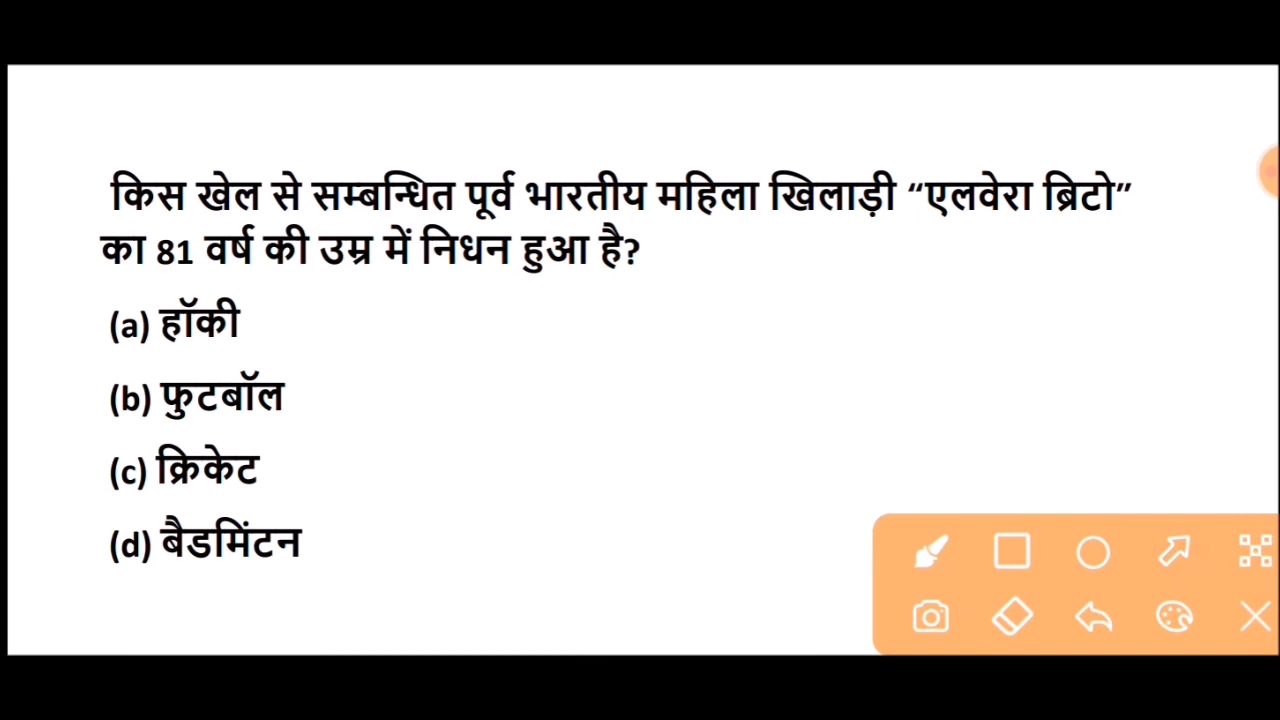 किस खेल से सम्बन्धित पूर्व भारतीय महिला खिलाड़ी “एलवेरा ब्रिटो”
का 81 वर्ष की उम्र में निधन हुआ है?
(a) हॉकी
(b) फुटबॉल
(c) क्रिकेट
(d) बैडमिंटन